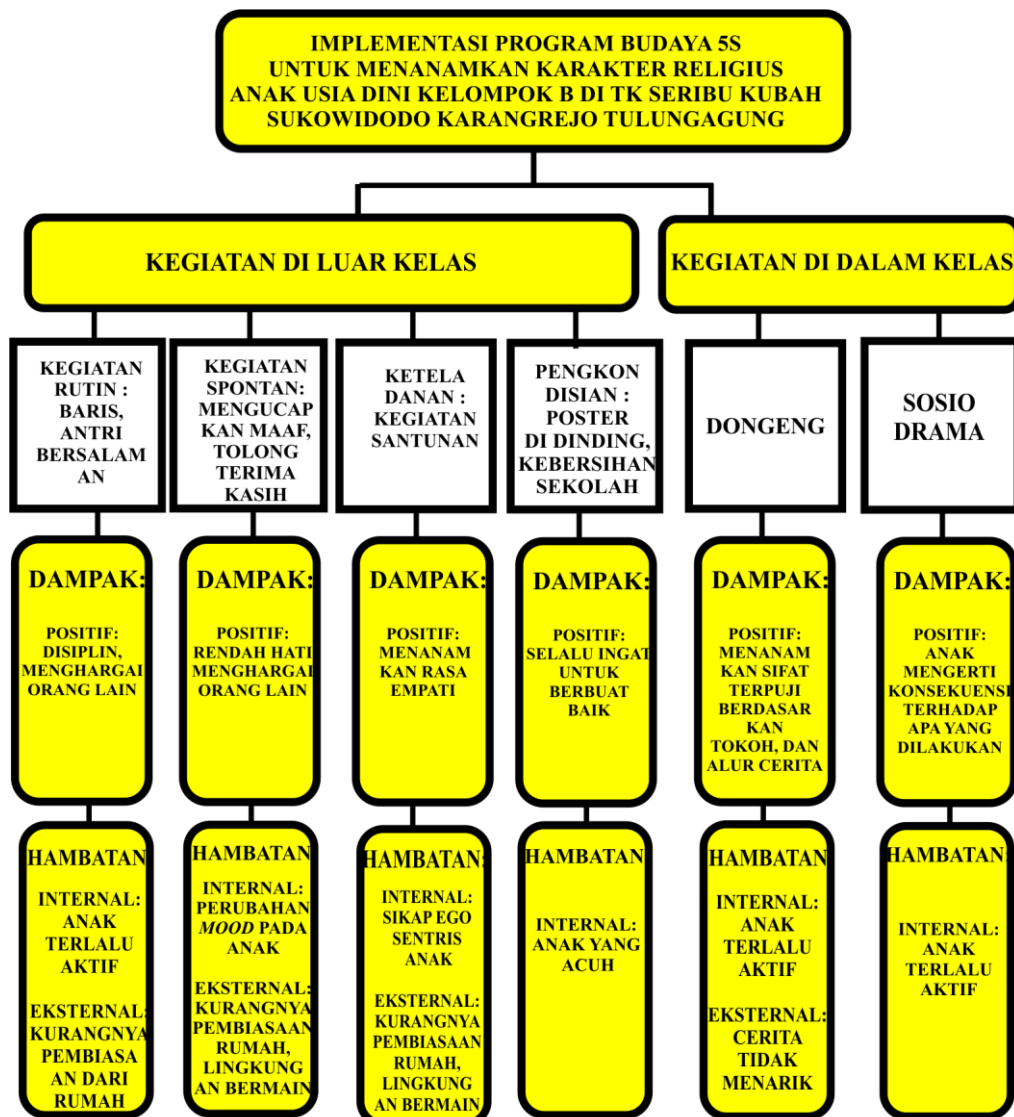 IMPLEMENTASI PROGRAM BUDAYA 5S
UNTUK MENANAMKAN KARAKTER RELIGIUS
ANAK USIA DINI KELOMPOK B DI TK SERIBU KUBAH
SUKOWIDODO KARANGREJO TULUNGAGUNG
KEGIATAN DI LUAR KELAS
KEGIATAN DI DALAM KELAS
KEGIATAN
RUTIN :
BARIS,
ANTRI
BERSALAM
AN
KEGIATAN
SPONTAN:
MENGUCAP
KAN MAAF,
TOLONG
TERIMA
KASIH
KETELA
DANAN :
KEGIATAN
SANTUNAN
PENGKON
DISIAN :
POSTER
DI DINDING,
KEBERSIHAN
SEKOLAH
DONGENG
SOSIO
DRAMA
DAMPAK:
POSITIF:
DISIPLIN,
MENGHARGAI
ORANG LAIN
DAMPAK:
POSITIF:
RENDAH HATI
MENGHARGAI
ORANG LAIN
DAMPAK:
POSITIF:
MENANAM
KAN RASA
EMPATI
DAMPAK:
POSITIF:
SELALU INGAT
UNTUK
BERBUAT
BAIK
DAMPAK:
POSITIF:
MENANAM
KAN SIFAT
TERPUJI
BERDASAR
KAN
TOKOH, DAN
ALUR CERITA
DAMPAK:
POSITIF:
ANAK
MENGERTI
KONSEKUENSI
TERHADAP
APA YANG
DILAKUKAN
HAMBATAN
INTERNAL:
ANAK
TERLALU
AKTIF
EKSTERNAL:
KURANGNYA
PEMBIASA
AN DARI
RUMAH
HAMBATAN
INTERNAL:
PERUBAHAN
MOOD PADA
ANAK
EKSTERNAL:
KURANGNYA
PEMBIASAAN
RUMAH,
LINGKUNG
AN BERMAIN
HAMBATAN:
INTERNAL:
SIKAP EGO
SENTRIS
ANAK
EKSTERNAL:
KURANGNYA
PEMBIASAAN
RUMAH,
LINGKUNG
AN BERMAIN
HAMBATAN
INTERNAL:
ANAK YANG
ACUH
HAMBATAN
INTERNAL:
ANAK
TERLALU
AKTIF
EKSTERNAL:
CERITA
TIDAK
MENARIK
HAMBATAN:
INTERNAL:
ANAK
TERLALU
AKTIF